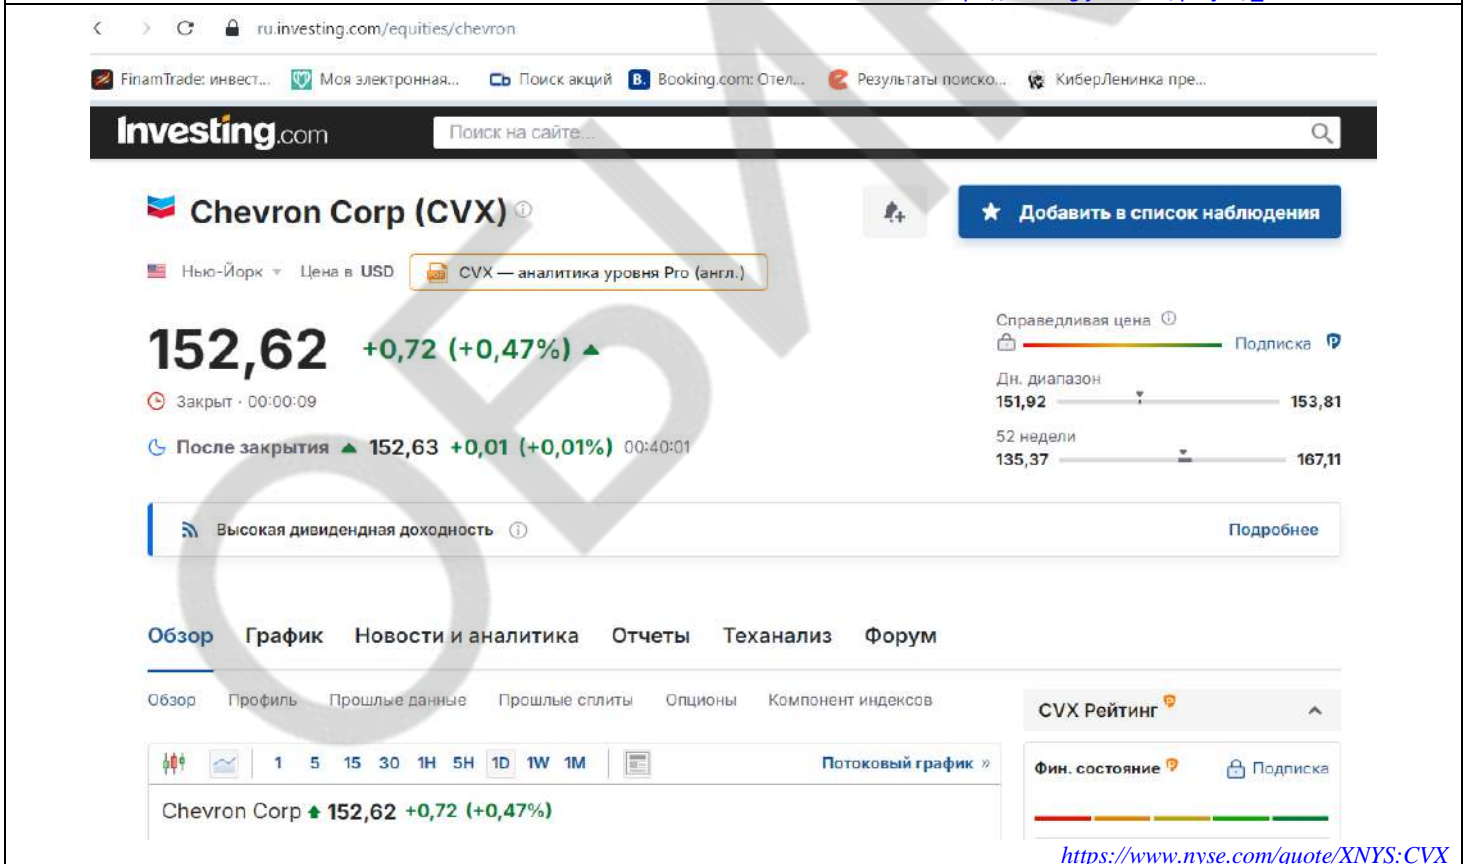 ru.investing.com/equities/chevron
FinamTrade: инвест... Моя электронная... Cb Поиск акций B. Booking.com: Отел... Результаты поиско... КиберЛенинка пре...
Investing.com Поиск на сайте...
Chevron Corp (CVX)
Добавить в список наблюдения
Нью-Йорк Цена в USD CVX — аналитика уровня Pro (англ.)
152,62 +0,72 (+0,47%)
Закрыт · 00:00:09
После закрытия 152,63 +0,01 (+0,01%) 00:40:01
Справедливая цена
Подписка
Дн. диапазон
151,92 153,81
52 недели
135,37 167,11
Высокая дивидендная доходность Подробнее
Обзор График Новости и аналитика Отчеты Теханализ Форум
Обзор Профиль Прошлые данные Прошлые сплиты Опционы Компонент индексов
1 5 15 30 1H 5H 1D 1W 1M Потоковый график »
Chevron Corp 152,62 +0,72 (+0,47%)
CVX Рейтинг
Фин. состояние Подписка
https://www.nyse.com/quote/XNYS:CVX